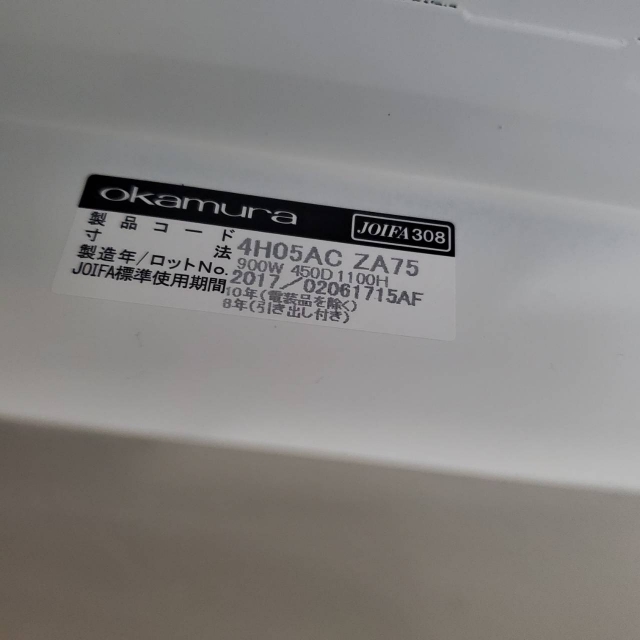 okamura JOIFA308
製品コード 4H05AC ZA75
寸法 900W 450D 1100H
製造年/ロットNo. 2017/02061715AF
JOIFA標準使用期間 10年(電装品を除く)
8年(引き出し付き)